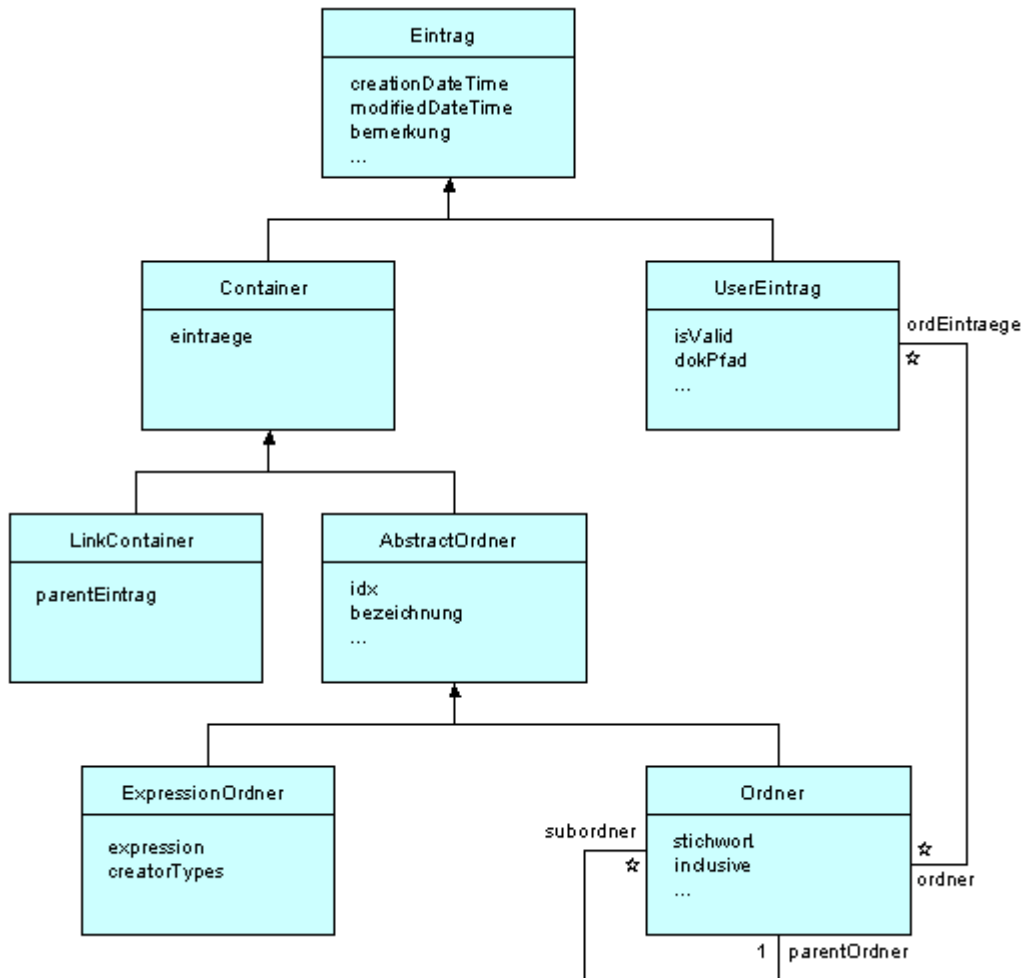 Eintrag
creationDateTime
modifiedDateTime
bemerkung
...
Container
eintraege
UserEintrag
isValid
dokPfad
...
ordEintraege
☆
LinkContainer
parentEintrag
AbstractOrdner
idx
bezeichnung
...
ExpressionOrdner
expression
creatorTypes
subordner
☆
Ordner
stichwort
inclusive
...
☆
ordner
1 parentOrdner